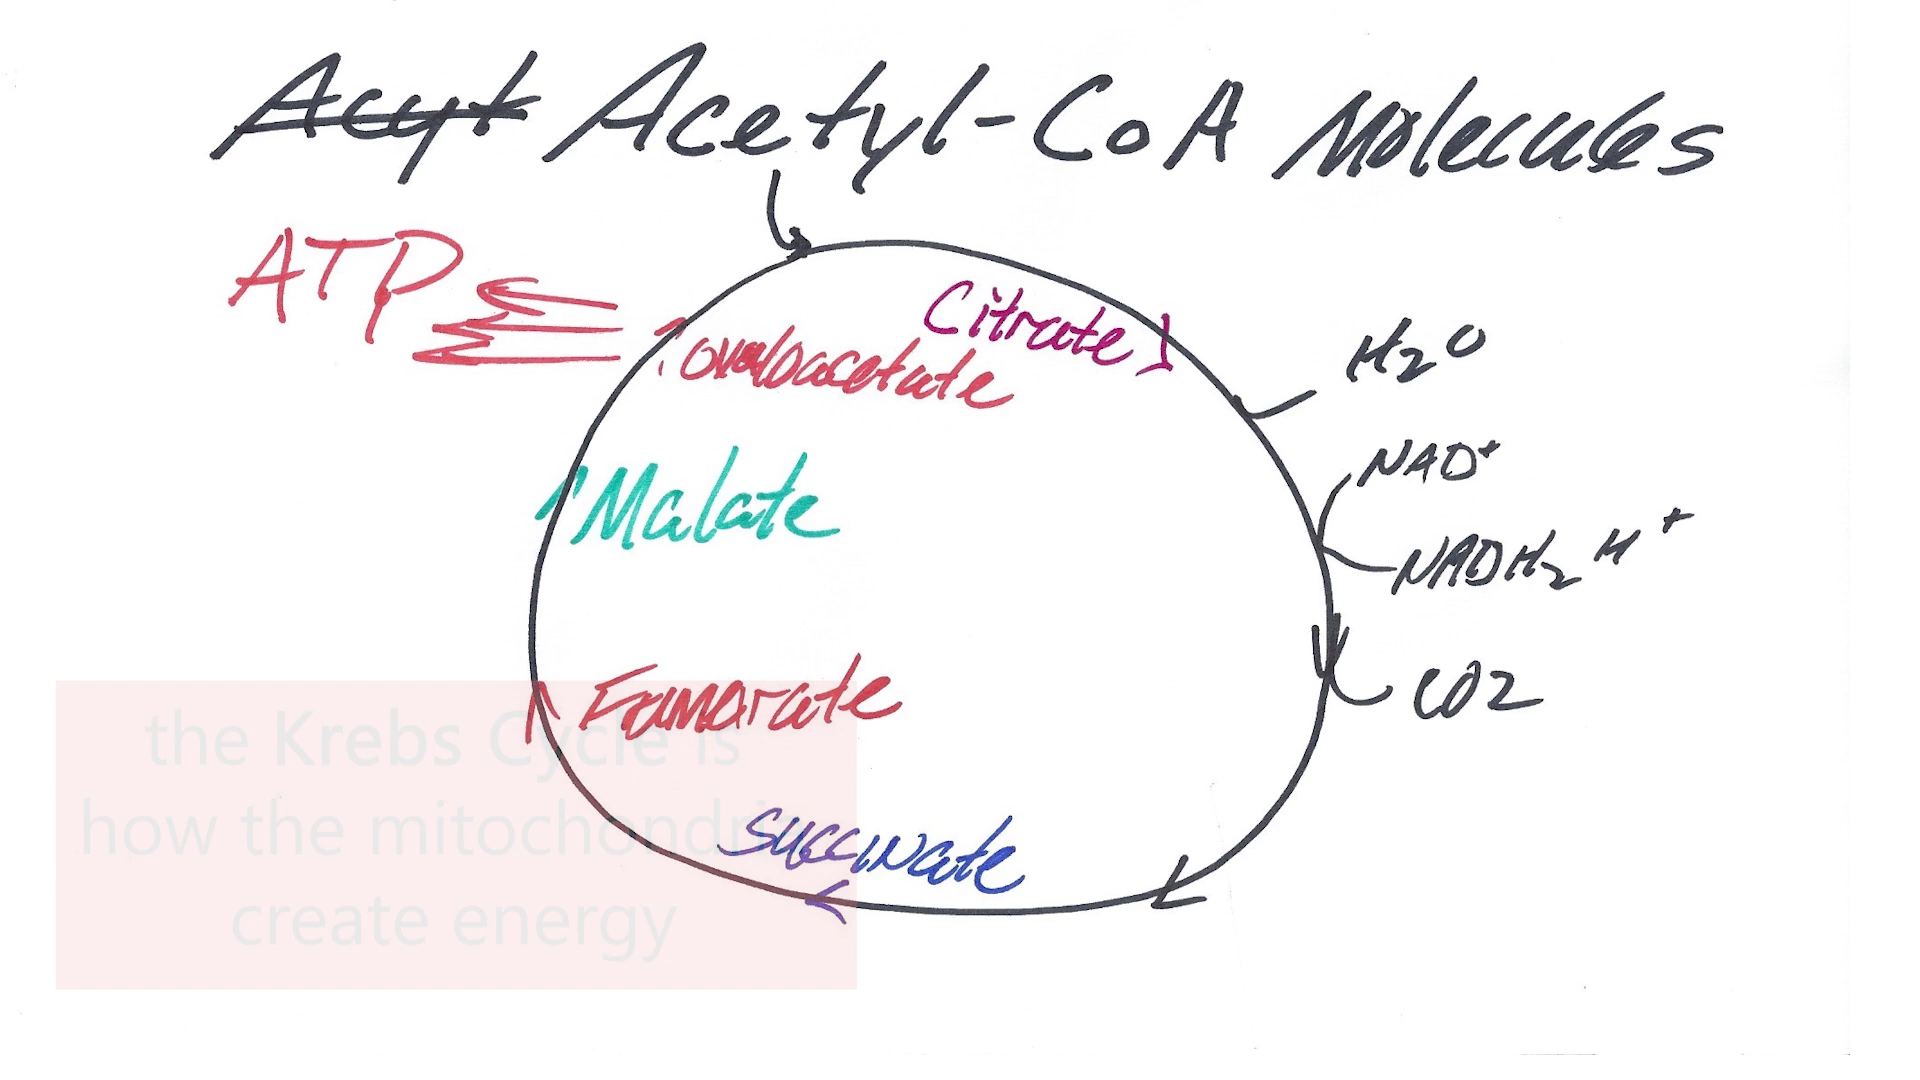 Acyt Acetyl-CoA Molecules
ATP
Citrate
oxaloacetate
H2O
NAD+
Malate
NADH2 H+
CO2
Fumarate
Succinate
the Krebs Cycle is
how the mitochondria
create energy